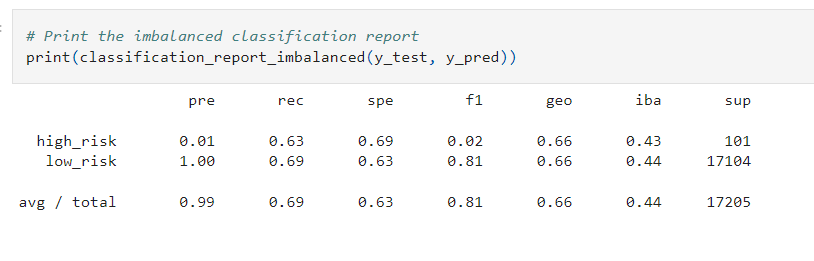 # Print the imbalanced classification report
print(classification_report_imbalanced(y_test, y_pred))
pre rec spe f1 geo iba sup
high_risk 0.01 0.63 0.69 0.02 0.66 0.43 101
low_risk 1.00 0.69 0.63 0.81 0.66 0.44 17104
avg / total 0.99 0.69 0.63 0.81 0.66 0.44 17205